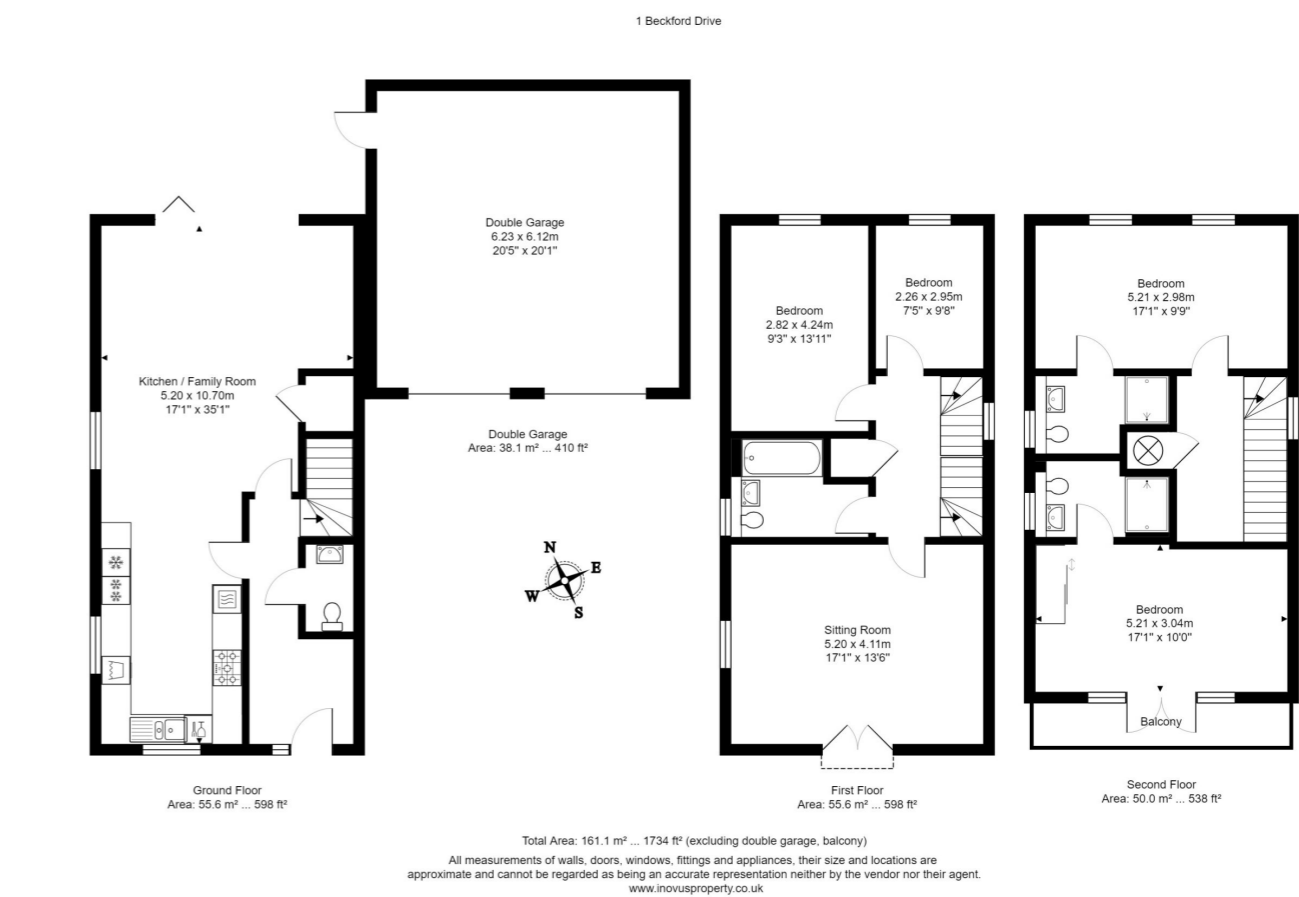 1 Beckford Drive
Double Garage
6.23 x 6.12m
20'5" x 20'1"
Kitchen / Family Room
5.20 x 10.70m
17'1" x 35'1"
Double Garage
Area: 38.1 m² ... 410 ft²
N
E
W
S
Ground Floor
Area: 55.6 m² ... 598 ft²
Bedroom
2.82 x 4.24m
9'3" x 13'11"
Bedroom
2.26 x 2.95m
7'5" x 9'8"
Sitting Room
5.20 x 4.11m
17'1" x 13'6"
First Floor
Area: 55.6 m² ... 598 ft²
Bedroom
5.21 x 2.98m
17'1" x 9'9"
Bedroom
5.21 x 3.04m
17'1" x 10'0"
Balcony
Second Floor
Area: 50.0 m² ... 538 ft²
Total Area: 161.1 m² ... 1734 ft² (excluding double garage, balcony)
All measurements of walls, doors, windows, fittings and appliances, their size and locations are
approximate and cannot be regarded as being an accurate representation neither by the vendor nor their agent.
www.inovusproperty.co.uk